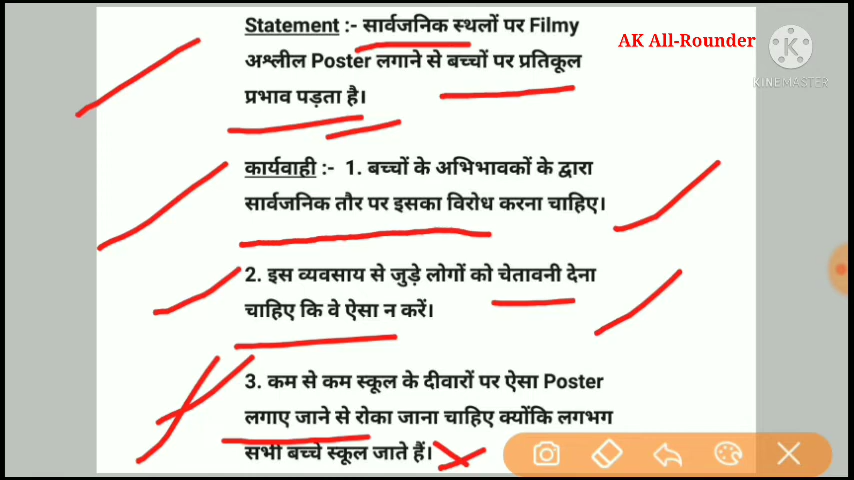 Statement :- सार्वजनिक स्थलों पर Filmy
अश्लील Poster लगाने से बच्चों पर प्रतिकूल
प्रभाव पड़ता है।
AK All-Rounder
K
KINEMASTER
कार्यवाही :- 1. बच्चों के अभिभावकों के द्वारा
सार्वजनिक तौर पर इसका विरोध करना चाहिए।
2. इस व्यवसाय से जुड़े लोगों को चेतावनी देना
चाहिए कि वे ऐसा न करें।
3. कम से कम स्कूल के दीवारों पर ऐसा Poster
लगाए जाने से रोका जाना चाहिए क्योंकि लगभग
सभी बच्चे स्कूल जाते हैं।